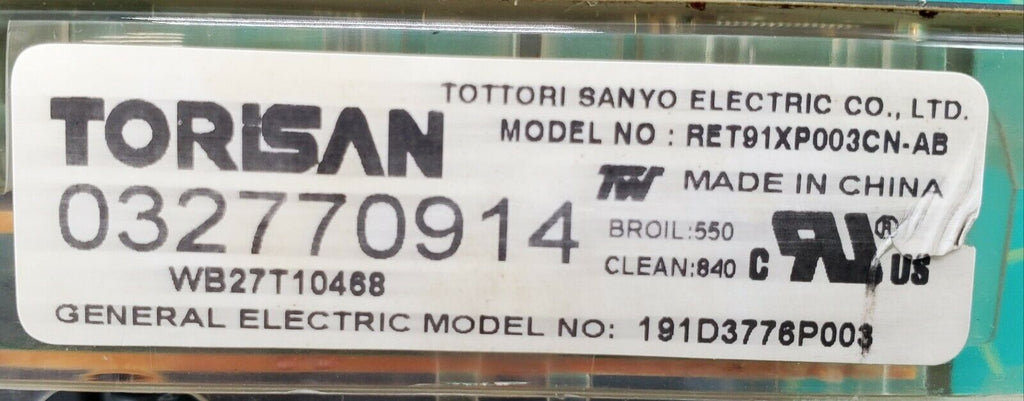 TOTTORI SANYO ELECTRIC CO., LTD.
TORISAN
MODEL NO : RET91XP003CN-AB
MADE IN CHINA
032770914
BROIL:550
CLEAN:840
C RU® US
WB27T10468
GENERAL ELECTRIC MODEL NO: 191D3776P003